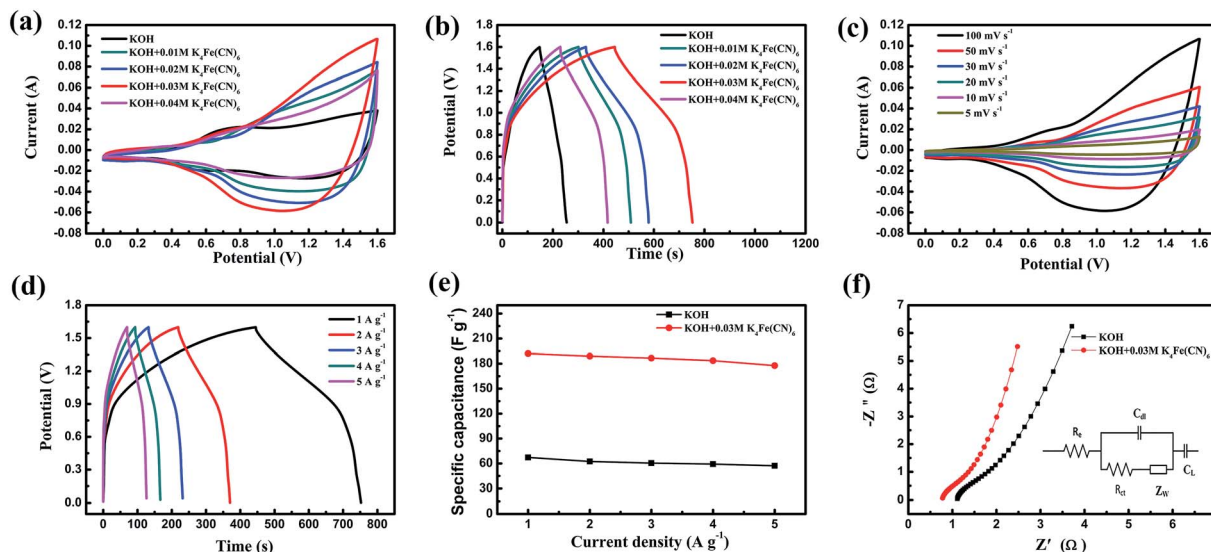 (a)
KOH
KOH+0.01M K4Fe(CN)6
KOH+0.02M K4Fe(CN)6
KOH+0.03M K4Fe(CN)6
KOH+0.04M K4Fe(CN)6
Current (A)
0.12
0.10
0.08
0.06
0.04
0.02
0.00
-0.02
-0.04
-0.06
-0.08
0.0 0.2 0.4 0.6 0.8 1.0 1.2 1.4 1.6
Potential (V)
(b)
KOH
KOH+0.01M K4Fe(CN)6
KOH+0.02M K4Fe(CN)6
KOH+0.03M K4Fe(CN)6
KOH+0.04M K4Fe(CN)6
Potential (V)
1.8
1.6
1.4
1.2
1.0
0.8
0.6
0.4
0.2
0.0
0 200 400 600 800 1000 1200
Time (s)
(c)
100 mV s-1
50 mV s-1
30 mV s-1
20 mV s-1
10 mV s-1
5 mV s-1
Current (A)
0.12
0.10
0.08
0.06
0.04
0.02
0.00
-0.02
-0.04
-0.06
-0.08
0.0 0.2 0.4 0.6 0.8 1.0 1.2 1.4 1.6
Potential (V)
(d)
1 A g-1
2 A g-1
3 A g-1
4 A g-1
5 A g-1
Potential (V)
1.8
1.5
1.2
0.9
0.6
0.3
0.0
0 100 200 300 400 500 600 700 800
Time (s)
(e)
KOH
KOH+0.03M K4Fe(CN)6
Specific capacitance (F g-1)
240
210
180
150
120
90
60
30
0
1 2 3 4 5
Current density (A g-1)
(f)
KOH
KOH+0.03M K4Fe(CN)6
-Z " (Ω)
7
6
5
4
3
2
1
0
0 1 2 3 4 5 6
Z' (Ω)
Re
Cdl
Rct
ZW
CL